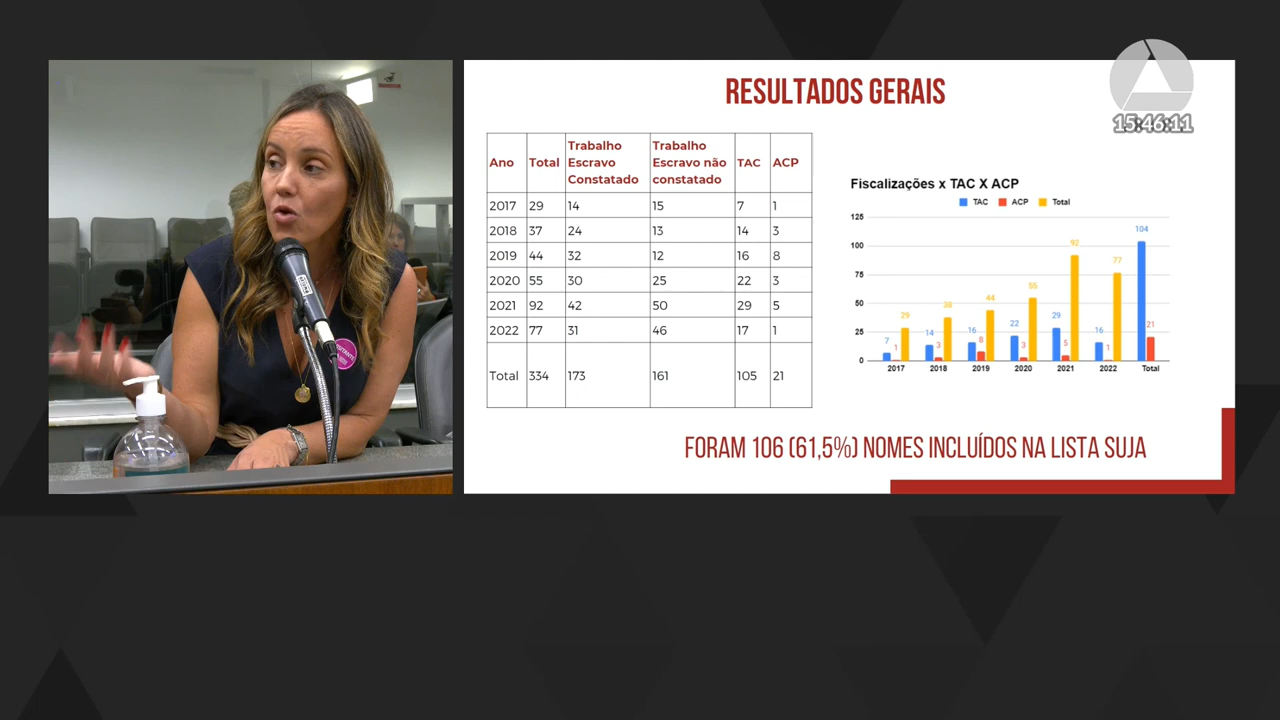 RESULTADOS GERAIS
15:46:11
Ano Total Trabalho Escravo Constatado Trabalho Escravo não constatado TAC ACP
2017 29 14 15 7 1
2018 37 24 13 14 3
2019 44 32 12 16 8
2020 55 30 25 22 3
2021 92 42 50 29 5
2022 77 31 46 17 1
Total 334 173 161 105 21
Fiscalizações x TAC X ACP
TAC ACP Total
125
100
75
50
25
0
7 1 29
14 3 38
16 8 44
22 3 55
29 5 92
16 1 77
104 21
2017 2018 2019 2020 2021 2022 Total
FORAM 106 (61,5%) NOMES INCLUÍDOS NA LISTA SUJA